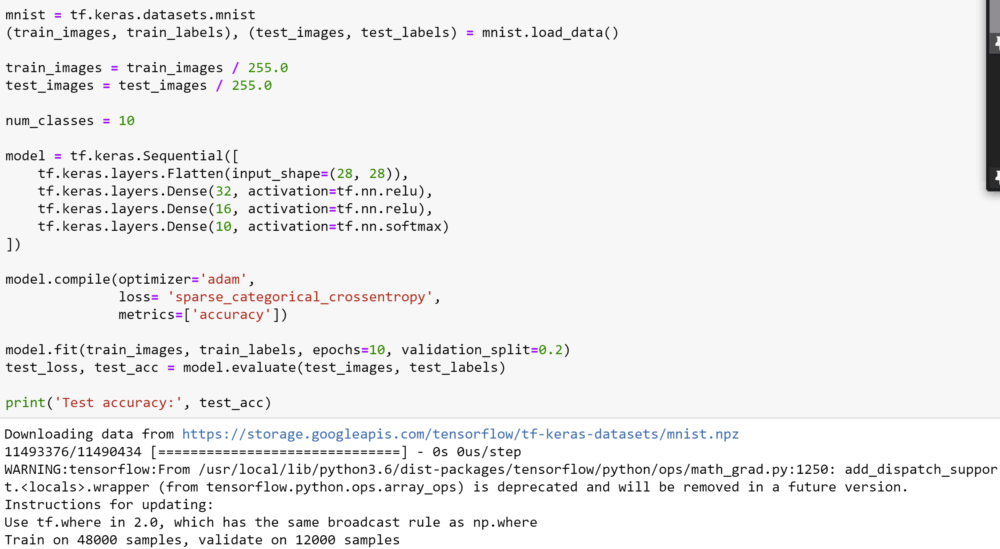 mnist = tf.keras.datasets.mnist
(train_images, train_labels), (test_images, test_labels) = mnist.load_data()
train_images = train_images / 255.0
test_images = test_images / 255.0
num_classes = 10
model = tf.keras.Sequential([
    tf.keras.layers.Flatten(input_shape=(28, 28)),
    tf.keras.layers.Dense(32, activation=tf.nn.relu),
    tf.keras.layers.Dense(16, activation=tf.nn.relu),
    tf.keras.layers.Dense(10, activation=tf.nn.softmax)
])
model.compile(optimizer='adam',
              loss= 'sparse_categorical_crossentropy',
              metrics=['accuracy'])
model.fit(train_images, train_labels, epochs=10, validation_split=0.2)
test_loss, test_acc = model.evaluate(test_images, test_labels)
print('Test accuracy:', test_acc)
Downloading data from https://storage.googleapis.com/tensorflow/tf-keras-datasets/mnist.npz
11493376/11490434 [==============================] - 0s 0us/step
WARNING:tensorflow:From /usr/local/lib/python3.6/dist-packages/tensorflow/python/ops/math_grad.py:1250: add_dispatch_suppor
t.<locals>.wrapper (from tensorflow.python.ops.array_ops) is deprecated and will be removed in a future version.
Instructions for updating:
Use tf.where in 2.0, which has the same broadcast rule as np.where
Train on 48000 samples, validate on 12000 samples